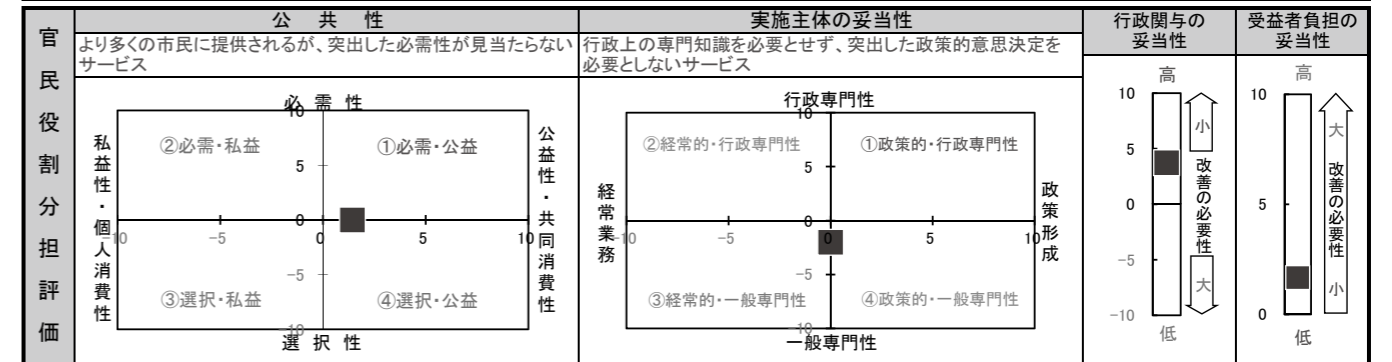 官民役割分担評価
公共性
より多くの市民に提供されるが、突出した必需性が見当たらない
サービス
必需性
10
②必需・私益
①必需・公益
5
私益性・個人消費性
公益性・共同消費性
0
-10
-5
0
5
10
-5
③選択・私益
④選択・公益
-10
選択性
実施主体の妥当性
行政上の専門知識を必要とせず、突出した政策的意思決定を
必要としないサービス
行政専門性
10
②経常的・行政専門性
①政策的・行政専門性
5
経常業務
政策形成
0
-10
-5
0
5
10
-5
③経常的・一般専門性
④政策的・一般専門性
-10
一般専門性
行政関与の
妥当性
高
10
5
0
-5
-10
低
小
改善の必要性
大
受益者負担の
妥当性
高
10
5
0
低
大
改善の必要性
小